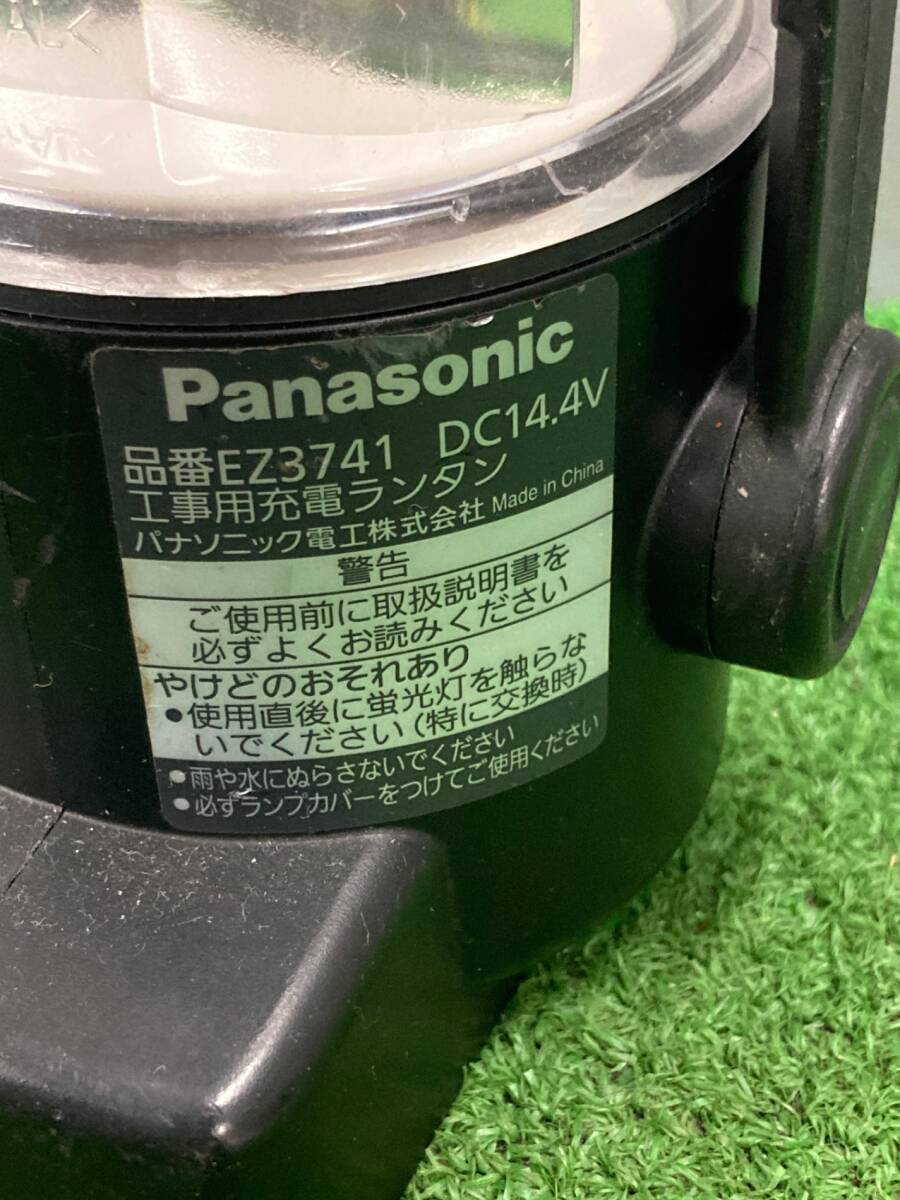 Panasonic
品番EZ3741 DC14.4V
工事用充電ランタン
パナソニック電工株式会社 Made in China
警告
ご使用前に取扱説明書を
必ずよくお読みください
やけどのおそれあり
•使用直後に蛍光灯を触らな
いでください(特に交換時)
•雨や水にぬらさないでください
•必ずランプカバーをつけてご使用ください